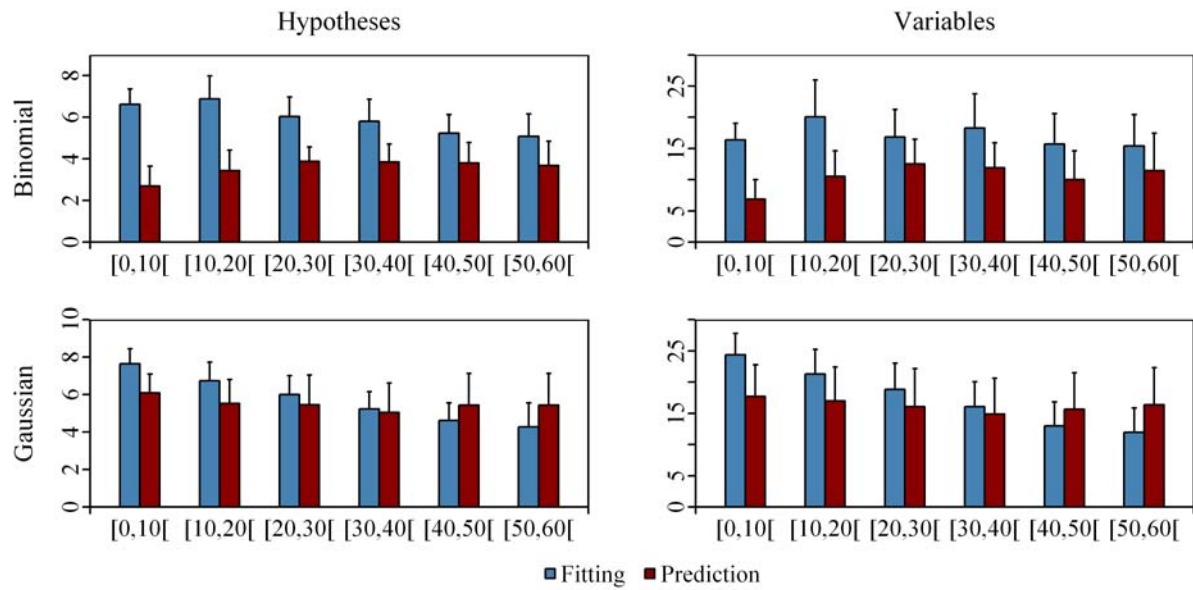 Hypotheses Variables
Binomial
0 2 4 6 8
[0,10[ [10,20[ [20,30[ [30,40[ [40,50[ [50,60[
5 15 25
0
[0,10[ [10,20[ [20,30[ [30,40[ [40,50[ [50,60[
Gaussian
0 2 4 6 8 10
[0,10[ [10,20[ [20,30[ [30,40[ [40,50[ [50,60[
0 5 15 25
[0,10[ [10,20[ [20,30[ [30,40[ [40,50[ [50,60[
Fitting Prediction